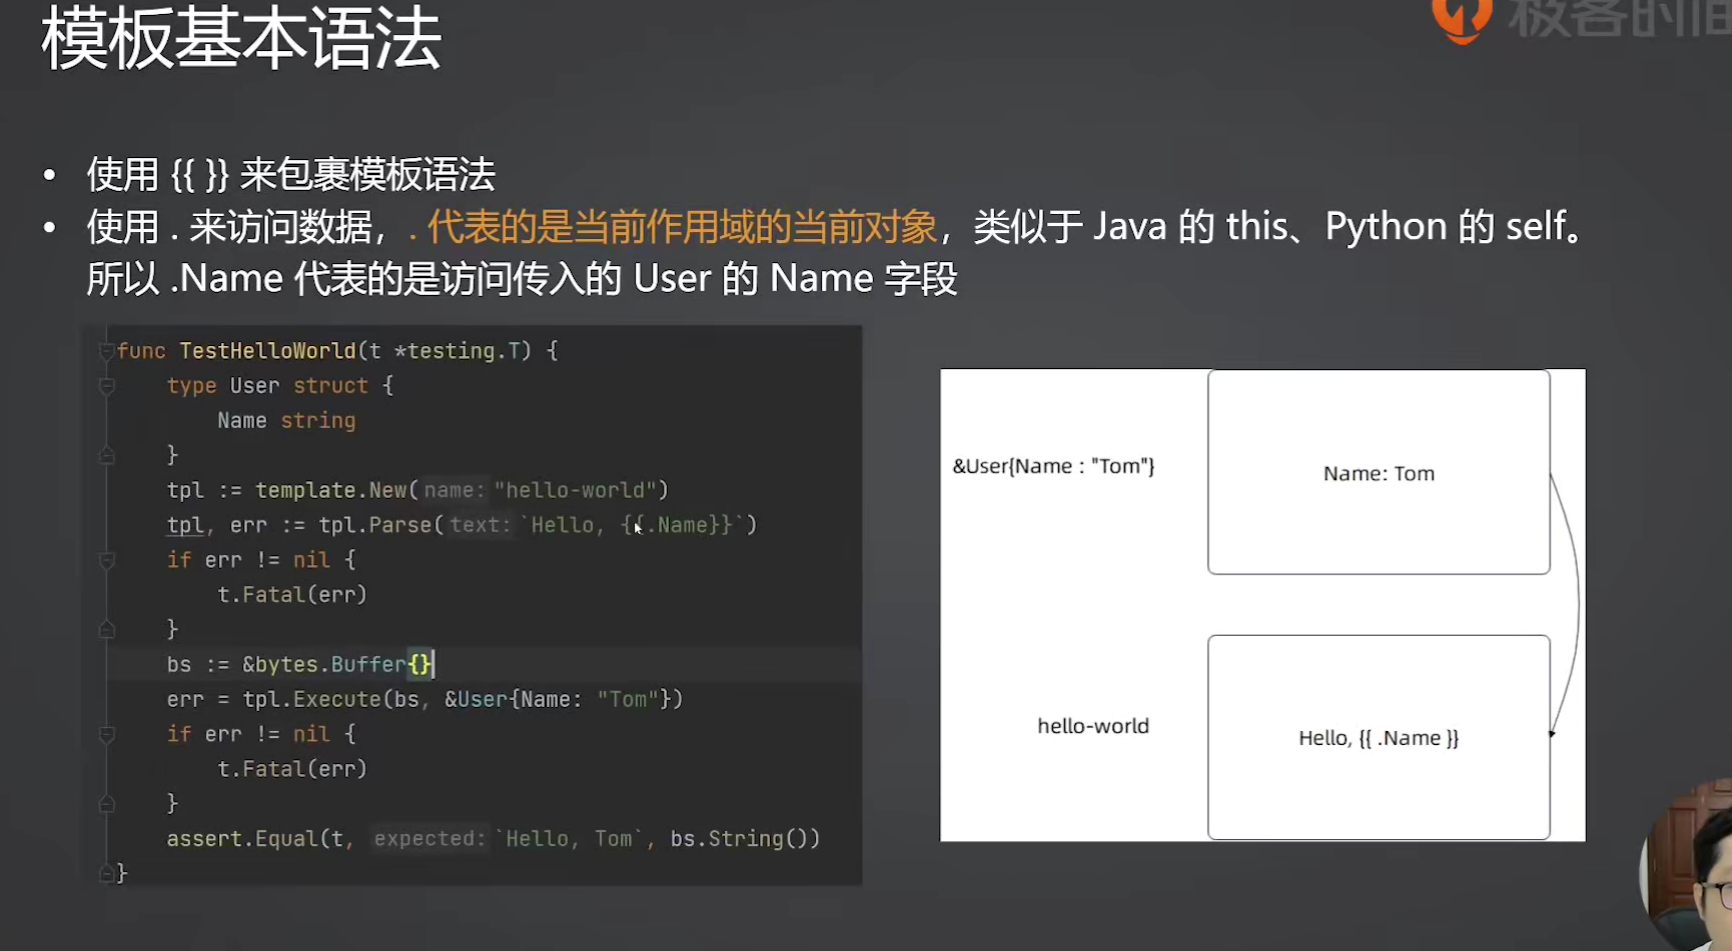 模板基本语法
极客时间
• 使用 {{ }} 来包裹模板语法
• 使用 . 来访问数据，. 代表的是当前作用域的当前对象，类似于 Java 的 this、Python 的 self。
所以 .Name 代表的是访问传入的 User 的 Name 字段
func TestHelloWorld(t *testing.T) {
type User struct {
Name string
}
tpl := template.New( name: "hello-world")
tpl, err := tpl.Parse( text: `Hello, {{.Name}}`)
if err != nil {
t.Fatal(err)
}
bs := &bytes.Buffer{}
err = tpl.Execute(bs, &User{Name: "Tom"})
if err != nil {
t.Fatal(err)
}
assert.Equal(t, expected: `Hello, Tom`, bs.String())
}
&User{Name : "Tom"}
Name: Tom
hello-world
Hello, {{ .Name }}